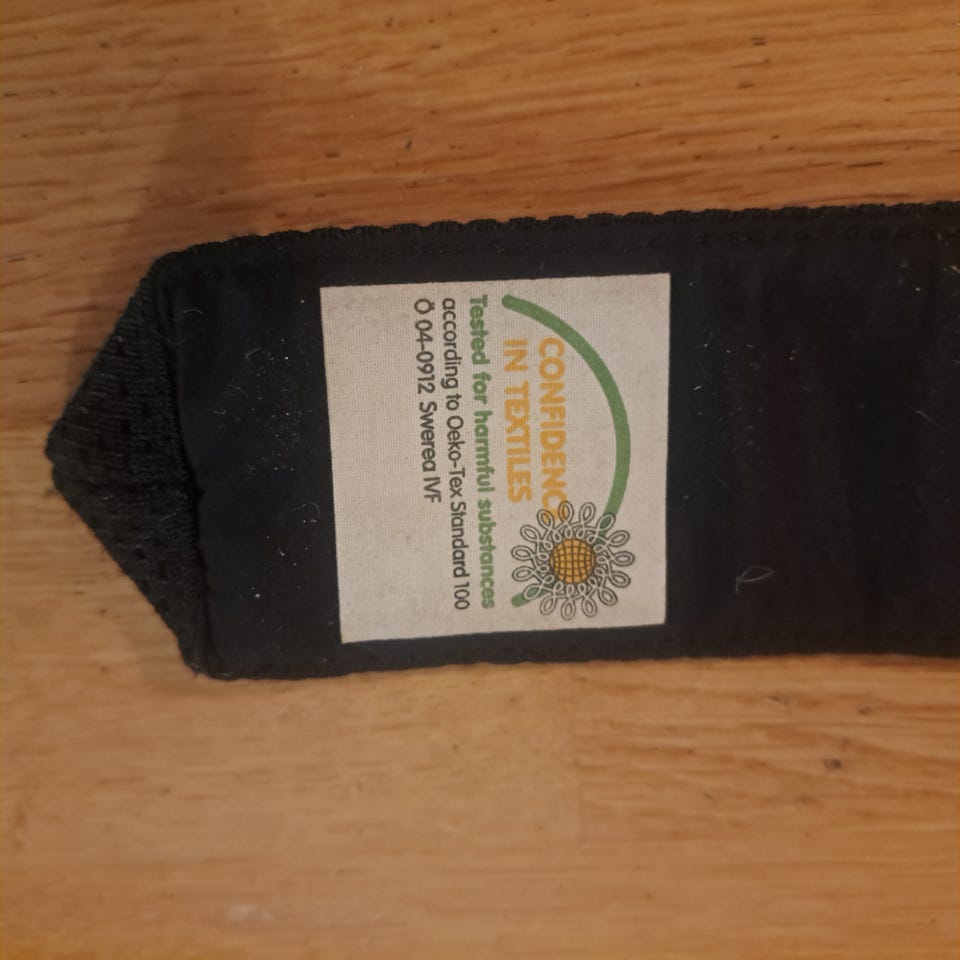 CONFIDENCE
IN TEXTILES
Tested for harmful substances
according to Oeko-Tex Standard 100
Ö 04-0912 Swerea IVF